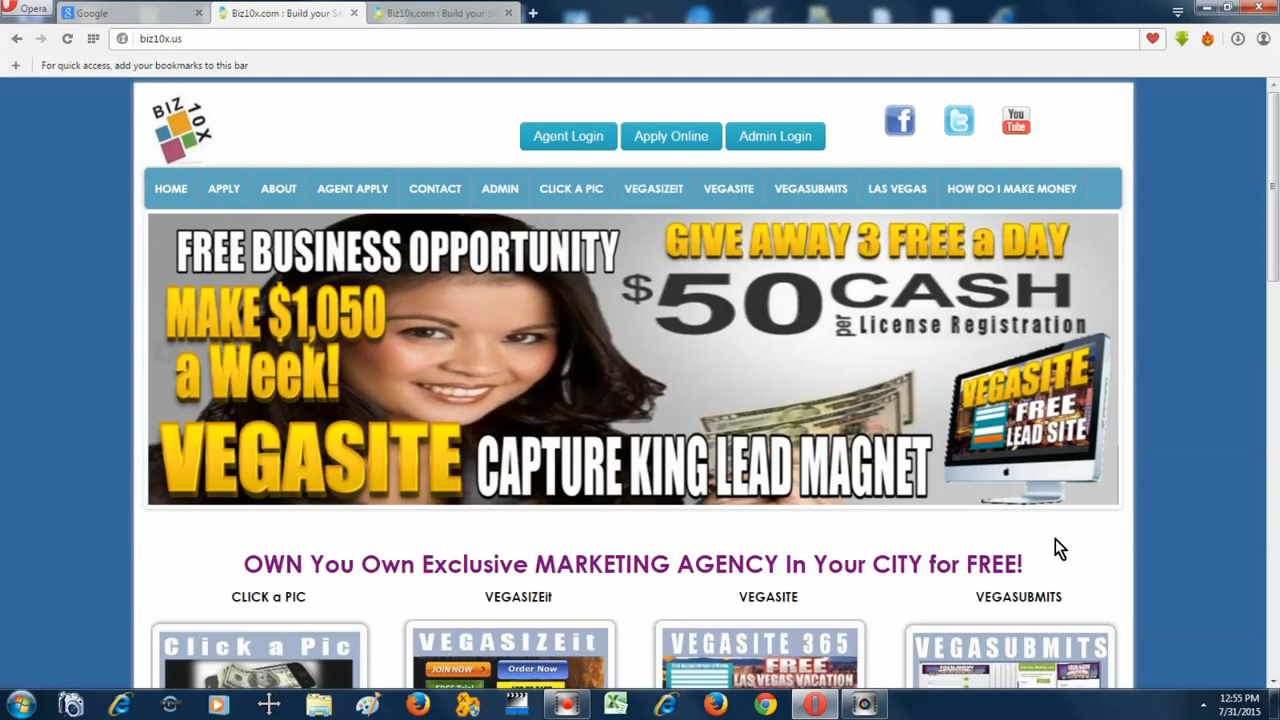 Opera
Google
Biz10x.com : Build your Sa
Biz10x.com : Build your Sa
biz10x.us
For quick access, add your bookmarks to this bar
BIZ 10X
Agent Login
Apply Online
Admin Login
f
t
You Tube
HOME APPLY ABOUT AGENT APPLY CONTACT ADMIN CLICK A PIC VEGASIZEIT VEGASITE VEGASUBMITS LAS VEGAS HOW DO I MAKE MONEY
FREE BUSINESS OPPORTUNITY
GIVE AWAY 3 FREE a DAY
MAKE $1,050
a Week!
$50 CASH
per License Registration
VEGASITE
FREE
LEAD SITE
VEGASITE CAPTURE KING LEAD MAGNET
OWN You Own Exclusive MARKETING AGENCY In Your CITY for FREE!
CLICK a PIC
VEGASIZEit
VEGASITE
VEGASUBMITS
Click a Pic
VEGASIZEit
JOIN NOW
Order Now
VEGASITE 365
FREE
LAS VEGAS VACATION
VEGASUBMITS
12:55 PM
7/31/2015